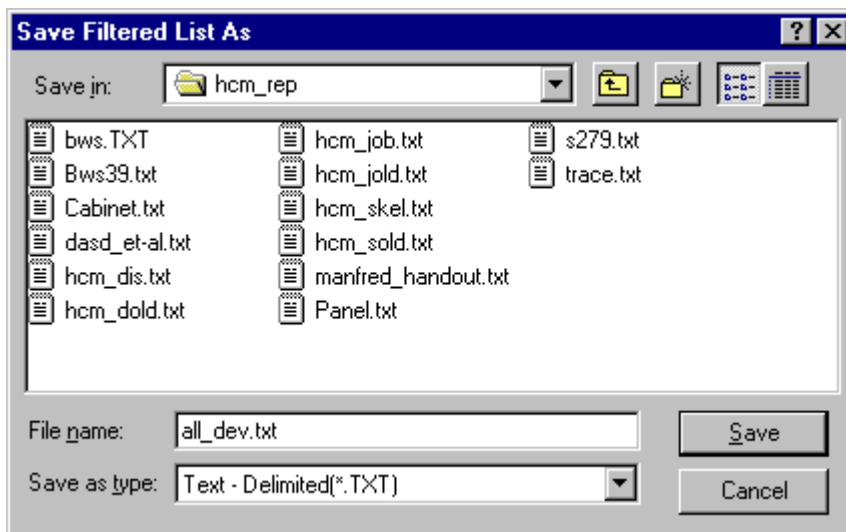 Save Filtered List As
Save in: hcm_rep
bws.TXT hcm_job.txt s279.txt
Bws39.txt hcm_jold.txt trace.txt
Cabinet.txt hcm_skel.txt
dasd_et-al.txt hcm_sold.txt
hcm_dis.txt manfred_handout.txt
hcm_dold.txt Panel.txt
File name: all_dev.txt Save
Save as type: Text - Delimited(*.TXT) Cancel